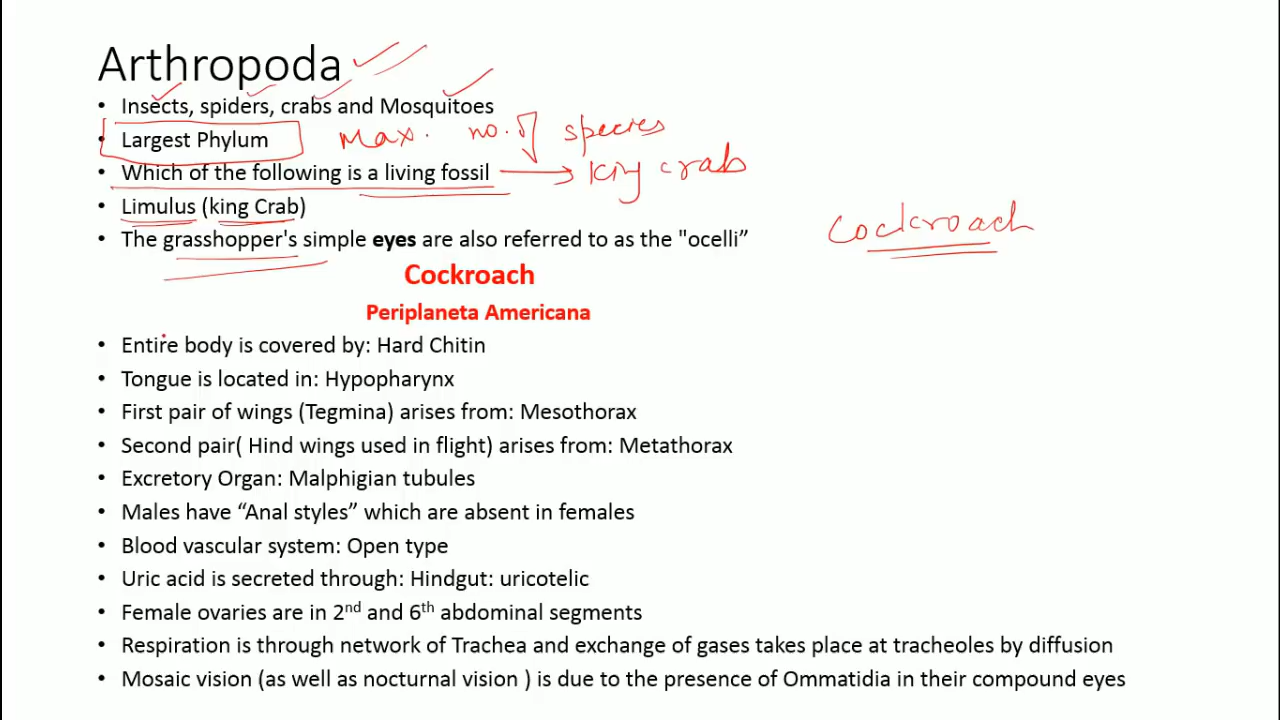 Arthropoda
• Insects, spiders, crabs and Mosquitoes
• Largest Phylum Max. no. of species
• Which of the following is a living fossil → king crab
• Limulus (king Crab)
Cockroach
• The grasshopper's simple eyes are also referred to as the "ocelli”
Cockroach
Periplaneta Americana
• Entire body is covered by: Hard Chitin
• Tongue is located in: Hypopharynx
• First pair of wings (Tegmina) arises from: Mesothorax
• Second pair( Hind wings used in flight) arises from: Metathorax
• Excretory Organ: Malphigian tubules
• Males have “Anal styles” which are absent in females
• Blood vascular system: Open type
• Uric acid is secreted through: Hindgut: uricotelic
• Female ovaries are in 2nd and 6th abdominal segments
• Respiration is through network of Trachea and exchange of gases takes place at tracheoles by diffusion
• Mosaic vision (as well as nocturnal vision ) is due to the presence of Ommatidia in their compound eyes